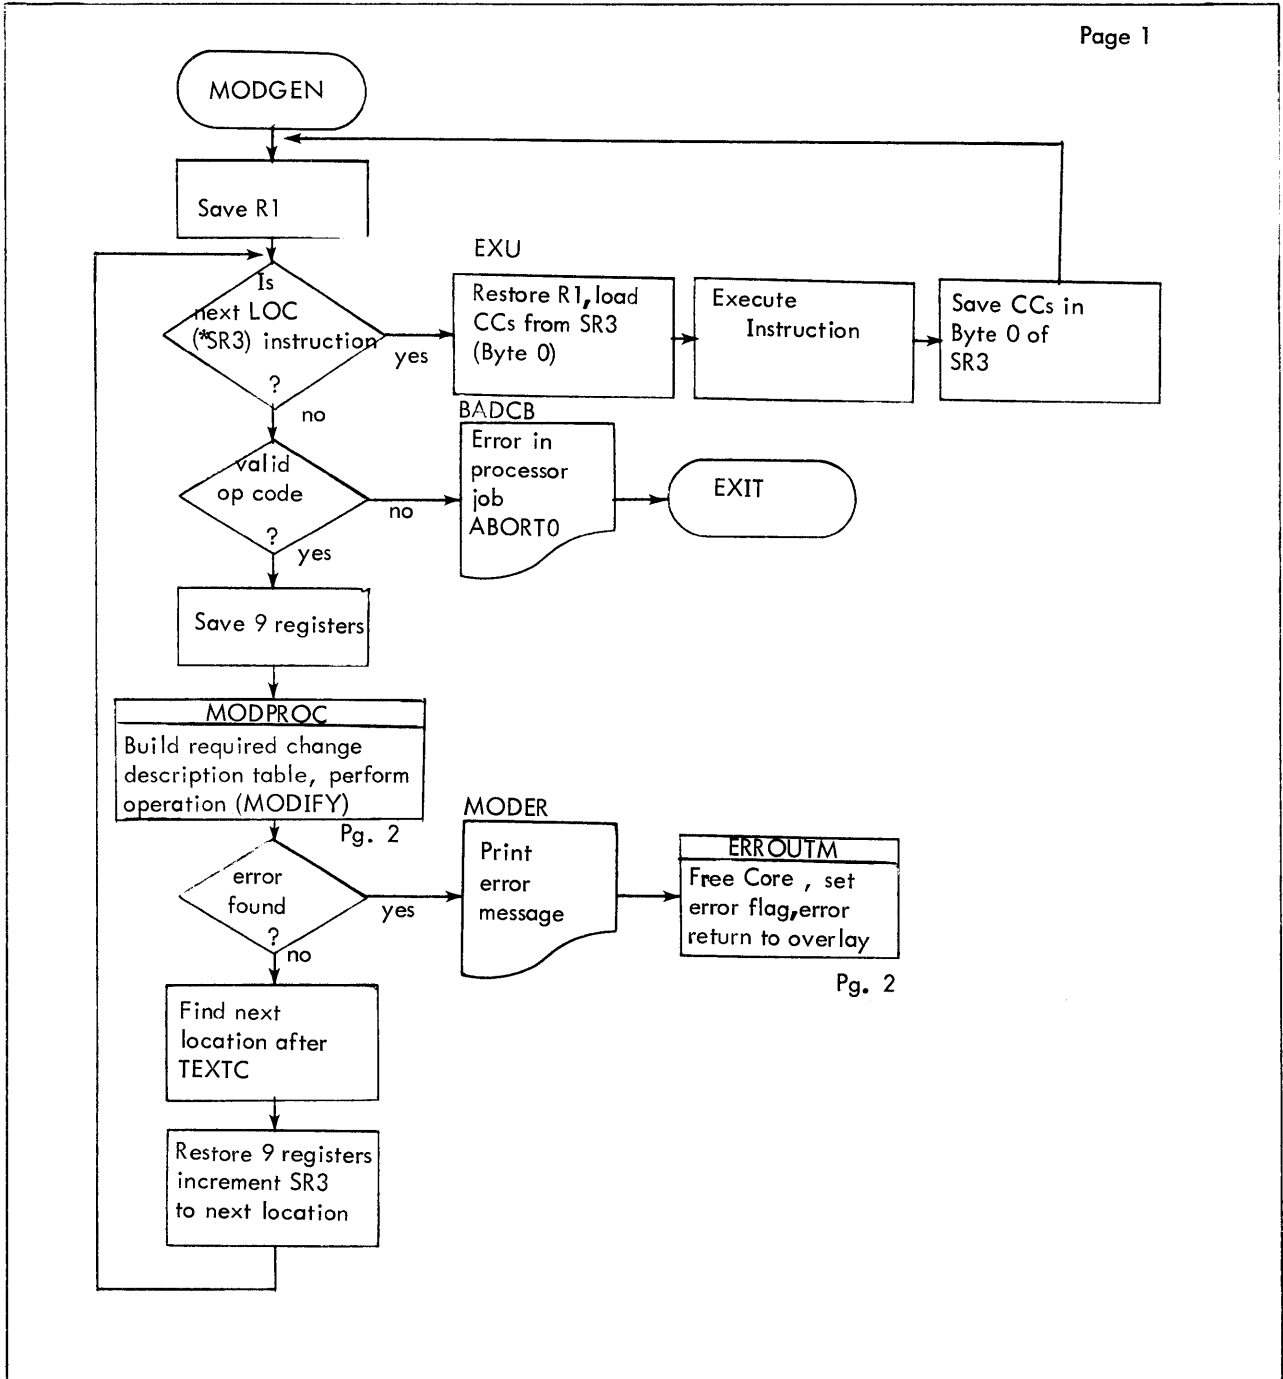 Page 1
MODGEN
Save R1
Is
next LOC
(*SR3) instruction
?
yes
no
EXU
Restore R1, load
CCs from SR3
(Byte 0)
Execute
Instruction
Save CCs in
Byte 0 of
SR3
valid
op code
?
no
yes
BADCB
Error in
processor
job
ABORT0
EXIT
Save 9 registers
MODPROC
Build required change
description table, perform
operation (MODIFY)
Pg. 2
error
found
?
yes
no
MODER
Print
error
message
ERROUTM
Free Core , set
error flag,error
return to overlay
Pg. 2
Find next
location after
TEXTC
Restore 9 registers
increment SR3
to next location